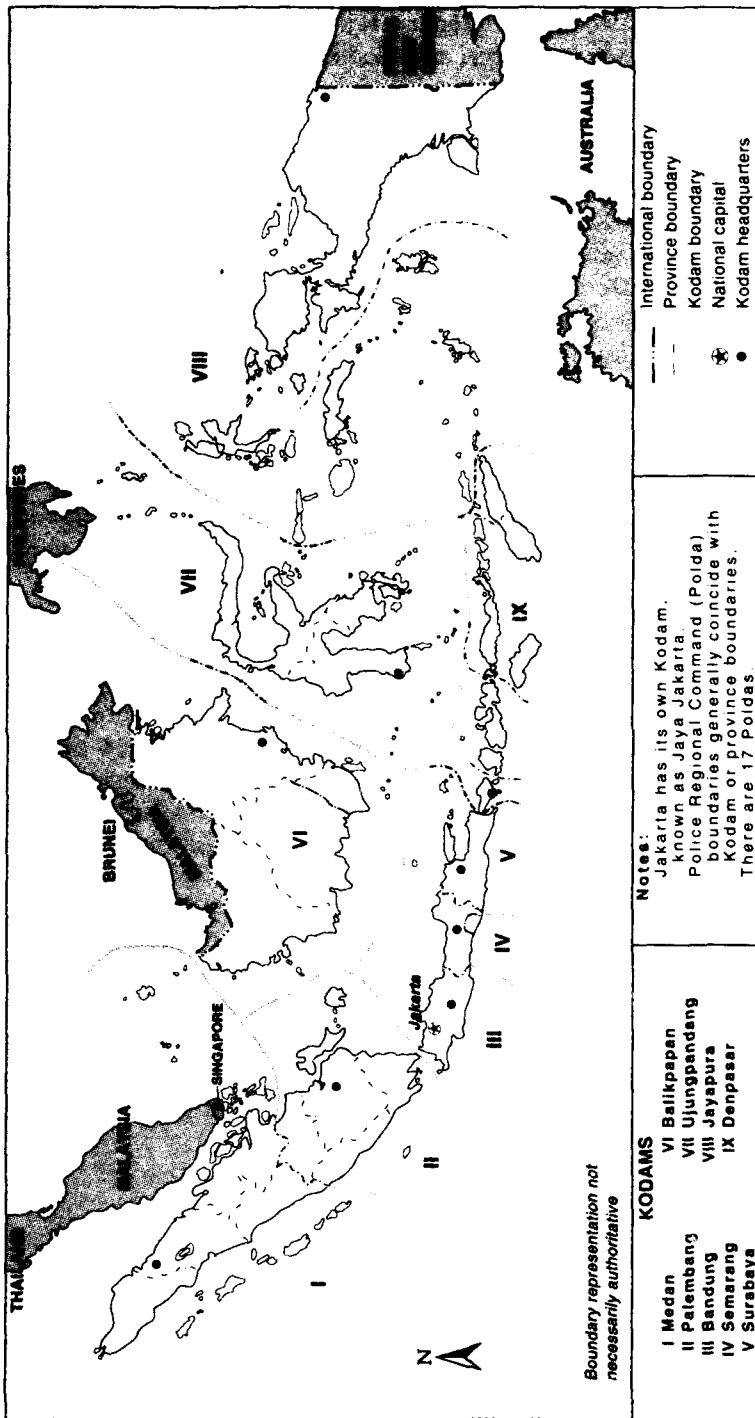 MALAYSIA
SINGAPORE
BRUNEI
AUSTRALIA
Jakarta
I
II
III
IV
V
VI
VII
VIII
IX
N
Boundary representation not
necessarily authoritative
KODAMS
I Medan
II Palembang
III Bandung
IV Semarang
V Surabaya
VI Balikpapan
VII Ujungpandang
VIII Jayapura
IX Denpasar
Notes:
Jakarta has its own Kodam.
known as Jaya Jakarta.
Police Regional Command (Polda)
boundaries generally coincide with
Kodam or province boundaries.
There are 17 Poldas.
International boundary
Province boundary
Kodam boundary
National capital
Kodam headquarters